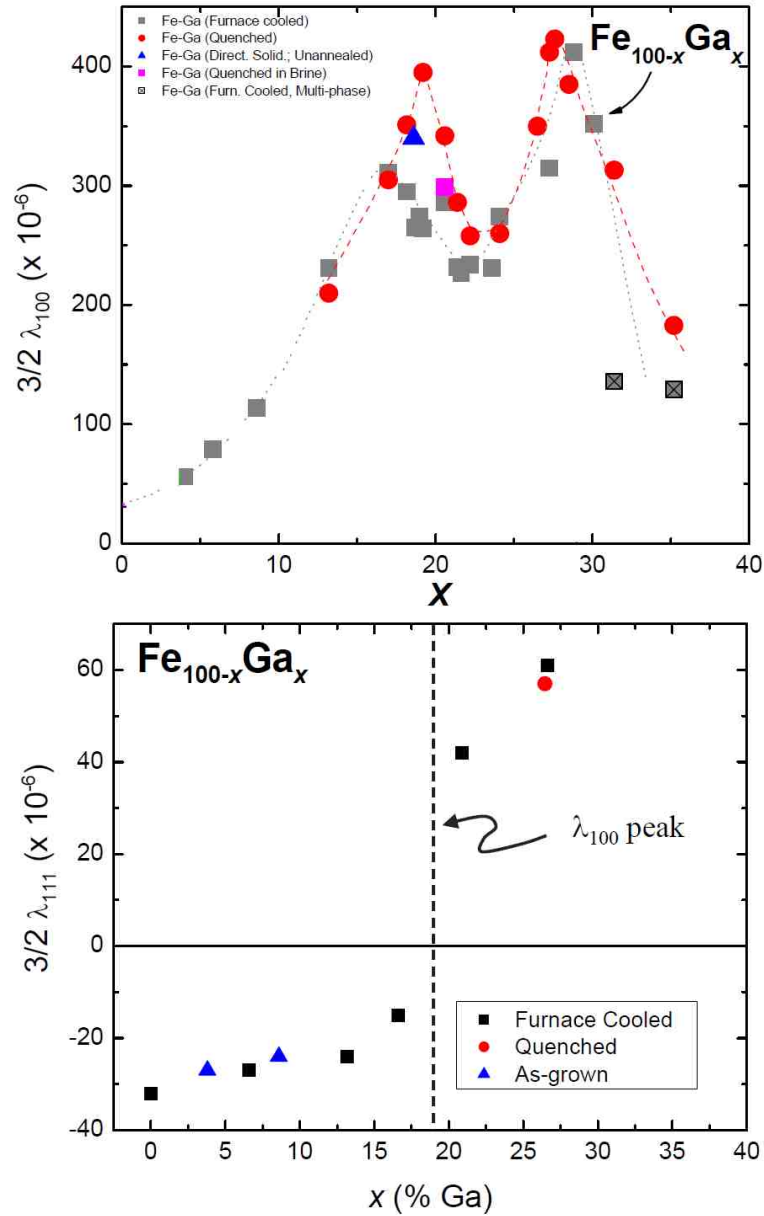 Fe-Ga (Furnace cooled)
Fe-Ga (Quenched)
Fe-Ga (Direct. Solid.; Unannealed)
Fe-Ga (Quenched in Brine)
Fe-Ga (Furn. Cooled, Multi-phase)
Fe100-xGax
400
300
200
100
0
3/2 λ100 (x 10-6)
0 10 20 30 40
X
Fe100-xGax
60
40
20
0
-20
-40
3/2 λ111 (x 10-6)
λ100 peak
Furnace Cooled
Quenched
As-grown
0 5 10 15 20 25 30 35 40
x (% Ga)